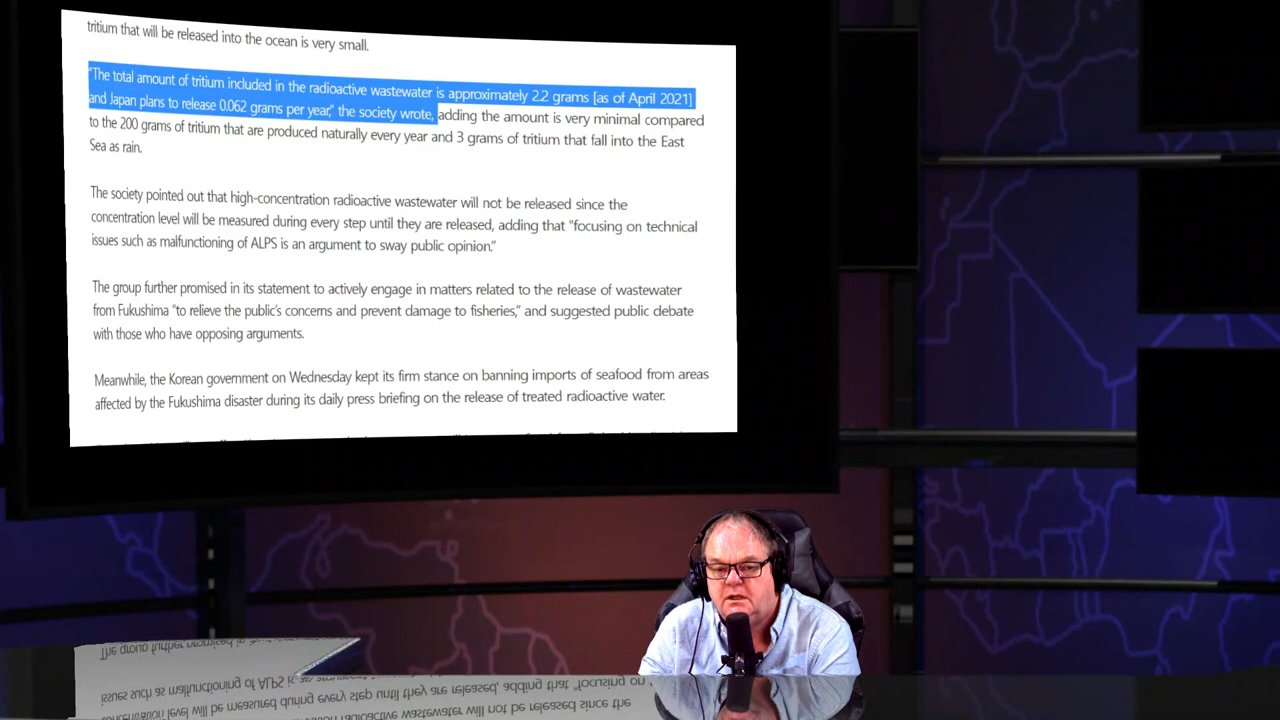 tritium that will be released into the ocean is very small.
“The total amount of tritium included in the radioactive wastewater is approximately 2.2 grams [as of April 2021]
and Japan plans to release 0.062 grams per year,” the society wrote, adding the amount is very minimal compared
to the 200 grams of tritium that are produced naturally every year and 3 grams of tritium that fall into the East
Sea as rain.
The society pointed out that high-concentration radioactive wastewater will not be released since the
concentration level will be measured during every step until they are released, adding that “focusing on technical
issues such as malfunctioning of ALPS is an argument to sway public opinion.”
The group further promised in its statement to actively engage in matters related to the release of wastewater
from Fukushima “to relieve the public’s concerns and prevent damage to fisheries,” and suggested public debate
with those who have opposing arguments.
Meanwhile, the Korean government on Wednesday kept its firm stance on banning imports of seafood from areas
affected by the Fukushima disaster during its daily press briefing on the release of treated radioactive water.